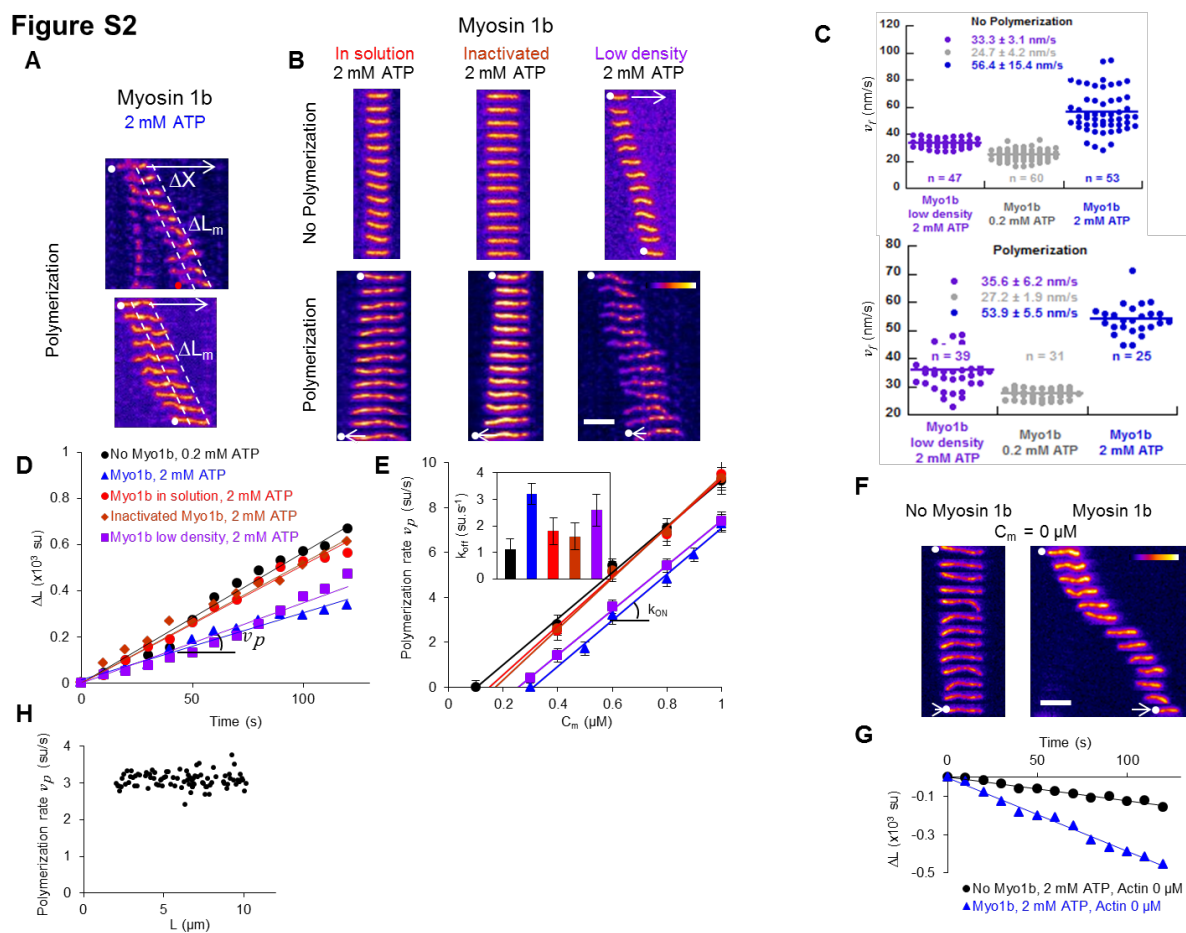 Figure S2
A
Myosin 1b
2 mM ATP
Polymerization
ΔX
ΔLm
ΔLm
B
Myosin 1b
In solution
2 mM ATP
Inactivated
2 mM ATP
Low density
2 mM ATP
No Polymerization
Polymerization
C
No Polymerization
33.3 ± 3.1 nm/s
24.7 ± 4.2 nm/s
56.4 ± 15.4 nm/s
vf (nm/s)
120
100
80
60
40
20
0
n = 47
n = 60
n = 53
Myo1b
low density
2 mM ATP
Myo1b
0.2 mM ATP
Myo1b
2 mM ATP
Polymerization
35.6 ± 6.2 nm/s
27.2 ± 1.9 nm/s
53.9 ± 5.5 nm/s
vf (nm/s)
80
70
60
50
40
30
20
n = 39
n = 31
n = 25
Myo1b
low density
2 mM ATP
Myo1b
0.2 mM ATP
Myo1b
2 mM ATP
D
No Myo1b, 0.2 mM ATP
Myo1b, 2 mM ATP
Myo1b in solution, 2 mM ATP
Inactivated Myo1b, 2 mM ATP
Myo1b low density, 2 mM ATP
ΔL (x10³ su)
1
0.8
0.6
0.4
0.2
0
vp
0 50 100
Time (s)
E
Polymerization rate vp (su/s)
10
8
6
4
2
0
koff (su.s⁻¹)
4
3
2
1
0
kON
0 0.2 0.4 0.6 0.8 1
Cm (µM)
F
No Myosin 1b
Myosin 1b
Cm = 0 µM
G
Time (s)
0 50 100
ΔL (x10³ su)
-0.1
-0.3
-0.5
No Myo1b, 2 mM ATP, Actin 0 µM
Myo1b, 2 mM ATP, Actin 0 µM
H
Polymerization rate vp (su/s)
4
3
2
1
0
0 5 10
L (µm)